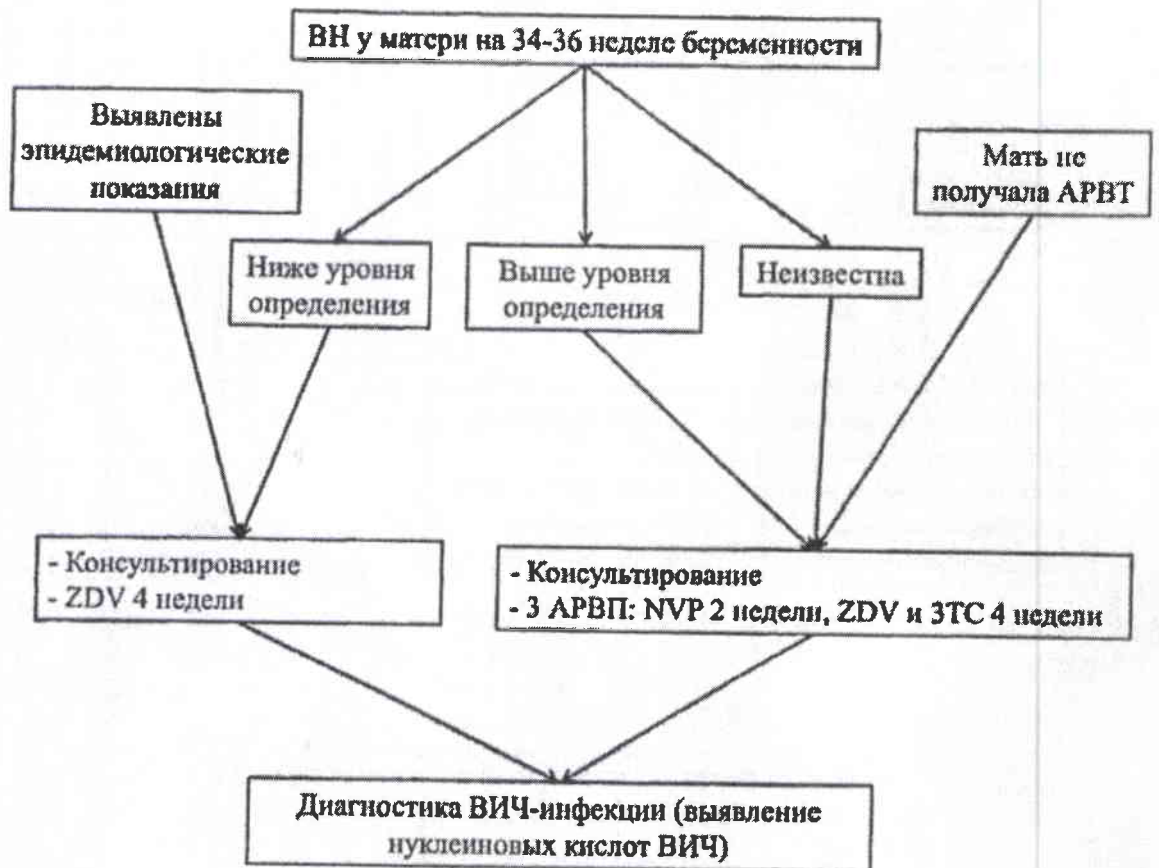 ВН у матери на 34-36 неделе беременности
Выявлены
эпидемиологические
показания
Мать не
получала АРВТ
Ниже уровня
определения
Выше уровня
определения
Неизвестна
- Консультирование
- ZDV 4 недели
- Консультирование
- 3 АРВП: NVP 2 недели, ZDV и 3TC 4 недели
Диагностика ВИЧ-инфекции (выявление
нуклеиновых кислот ВИЧ)